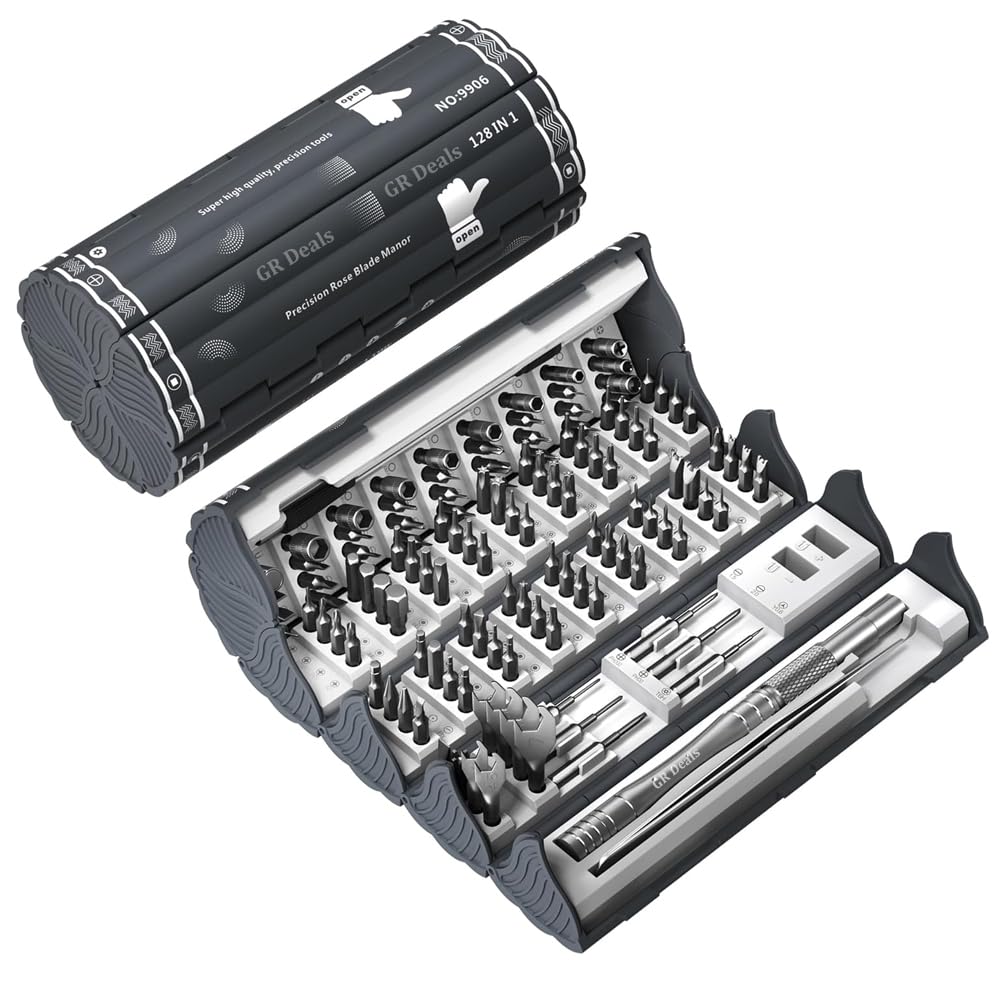 open
NO:9906
Super high quality, precision tools
128 IN 1
GR Deals
GR Deals
open
Precision Rose Blade Manor
GR Deals